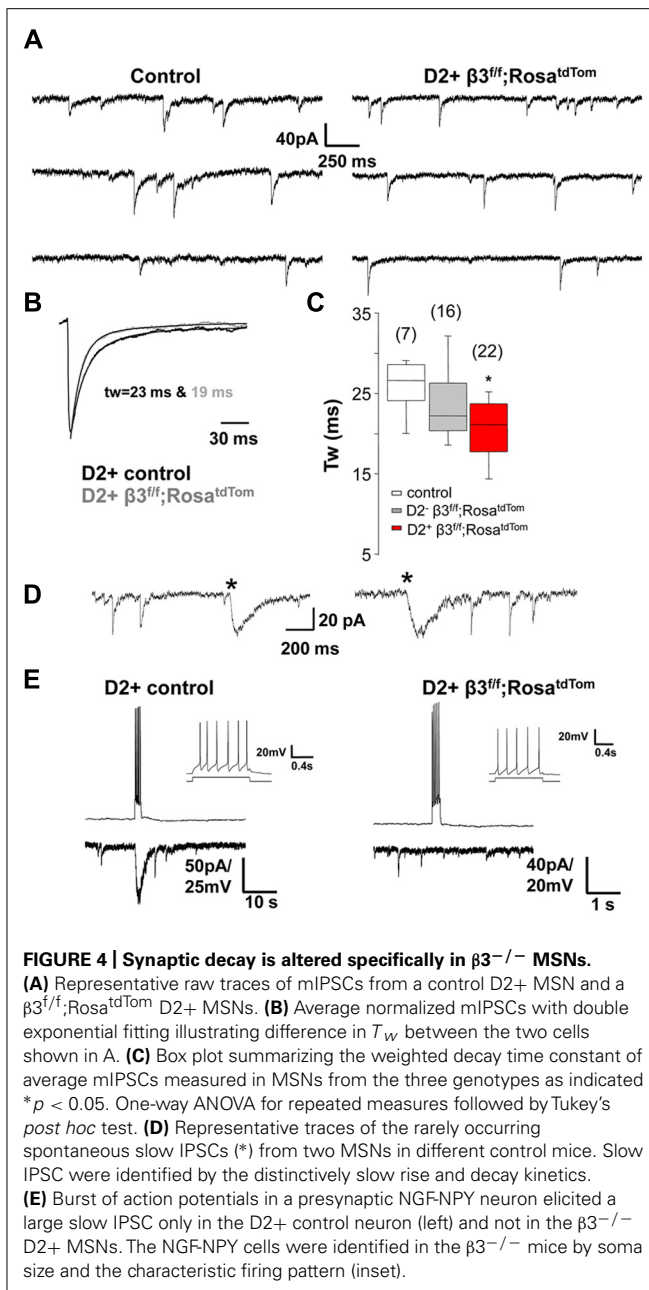 A
Control
D2+ β3f/f;RosatdTom
40pA
250 ms
B
tw=23 ms & 19 ms
30 ms
D2+ control
D2+ β3f/f;RosatdTom
C
35
25
15
5
Tw (ms)
(7)
(16)
(22)
*
control
D2- β3f/f;RosatdTom
D2+ β3f/f;RosatdTom
D
*
*
20 pA
200 ms
E
D2+ control
D2+ β3f/f;RosatdTom
20mV
0.4s
20mV
0.4s
50pA/
25mV
10 s
40pA/
20mV
1 s
FIGURE 4 | Synaptic decay is altered specifically in β3−/− MSNs.
(A) Representative raw traces of mIPSCs from a control D2+ MSN and a
β3f/f;RosatdTom D2+ MSNs. (B) Average normalized mIPSCs with double
exponential fitting illustrating difference in TW between the two cells
shown in A. (C) Box plot summarizing the weighted decay time constant of
average mIPSCs measured in MSNs from the three genotypes as indicated
*p < 0.05. One-way ANOVA for repeated measures followed by Tukey's
post hoc test. (D) Representative traces of the rarely occurring
spontaneous slow IPSCs (*) from two MSNs in different control mice. Slow
IPSC were identified by the distinctively slow rise and decay kinetics.
(E) Burst of action potentials in a presynaptic NGF-NPY neuron elicited a
large slow IPSC only in the D2+ control neuron (left) and not in the β3−/−
D2+ MSNs. The NGF-NPY cells were identified in the β3−/− mice by soma
size and the characteristic firing pattern (inset).